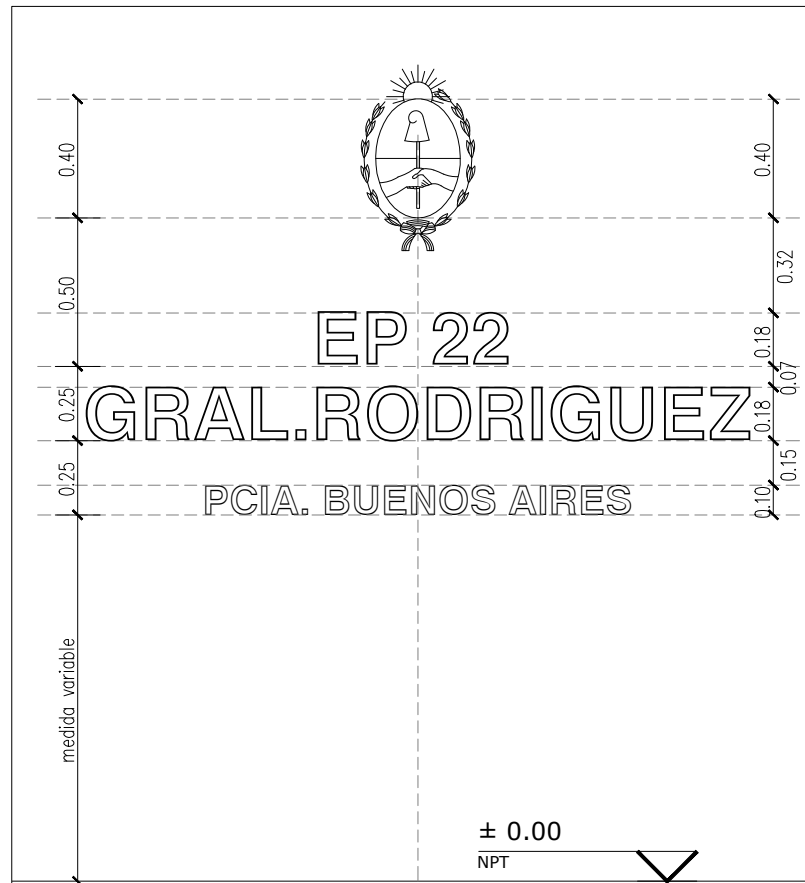 0.40
0.40
0.50
0.32
EP 22
0.18
0.07
0.25
GRAL.RODRIGUEZ
0.18
0.25
0.15
PCIA. BUENOS AIRES
0.10
medida variable
± 0.00
NPT